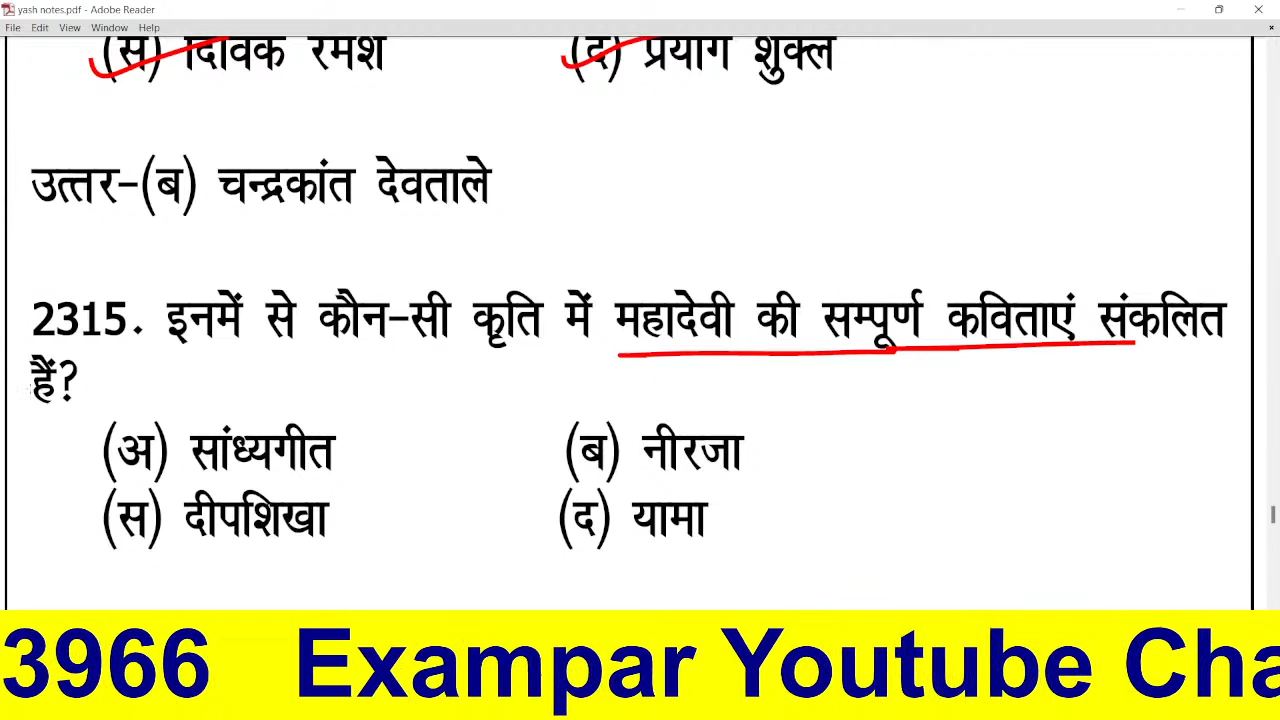 yash notes.pdf - Adobe Reader
File Edit View Window Help
(स) दिविक रमेश (द) प्रयाग शुक्ल
उत्तर-(ब) चन्द्रकांत देवताले
2315. इनमें से कौन-सी कृति में महादेवी की सम्पूर्ण कविताएं संकलित
हैं?
(अ) सांध्यगीत (ब) नीरजा
(स) दीपशिखा (द) यामा
3966 Exampar Youtube Cha